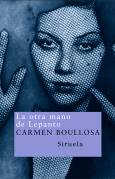 La otra mano
de Lepanto
CARMEN BOULLOSA
Siruela